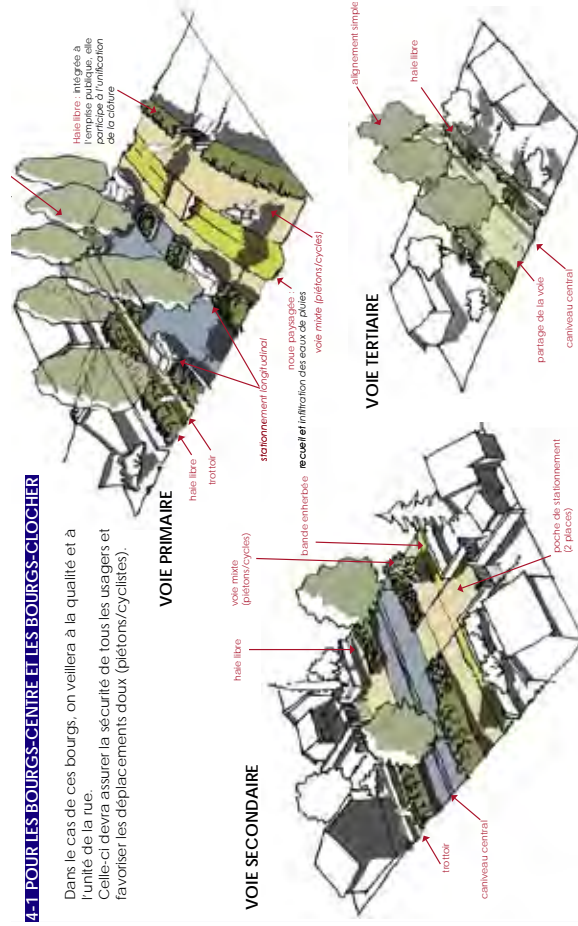 4-1 POUR LES BOURGS-CENTRE ET LES BOURGS-CLOCHER
Dans le cas de ces bourgs, on veillera à la qualité et à
l'unité de la rue.
Celle-ci devra assurer la sécurité de tous les usagers et
favoriser les déplacements doux (piétons/cyclistes).
VOIE PRIMAIRE
haie libre
trottoir
stationnement longitudinal
noue paysagée :
recueil et infiltration des eaux de pluies
voie mixte (piétons/cycles)
Haie libre : intégrée à
l'emprise publique, elle
participe à l'unification
de la clôture
VOIE SECONDAIRE
haie libre
voie mixte
(piétons/cycles)
bande enherbée
trottoir
caniveau central
poche de stationnement
(2 places)
VOIE TERTIAIRE
alignement simple
haie libre
partage de la voie
caniveau central